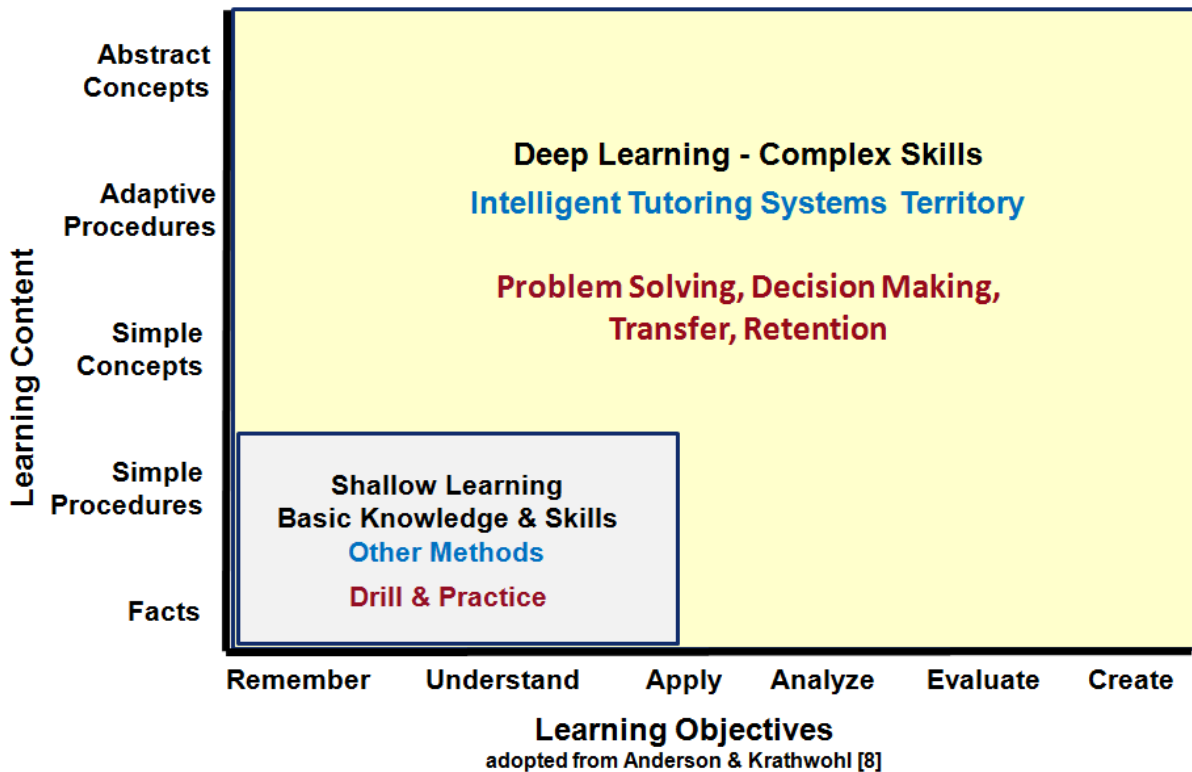 Abstract
Concepts
Adaptive
Procedures
Simple
Concepts
Simple
Procedures
Facts
Learning Content
Deep Learning - Complex Skills
Intelligent Tutoring Systems Territory
Problem Solving, Decision Making,
Transfer, Retention
Shallow Learning
Basic Knowledge & Skills
Other Methods
Drill & Practice
Remember Understand Apply Analyze Evaluate Create
Learning Objectives
adopted from Anderson & Krathwohl [8]